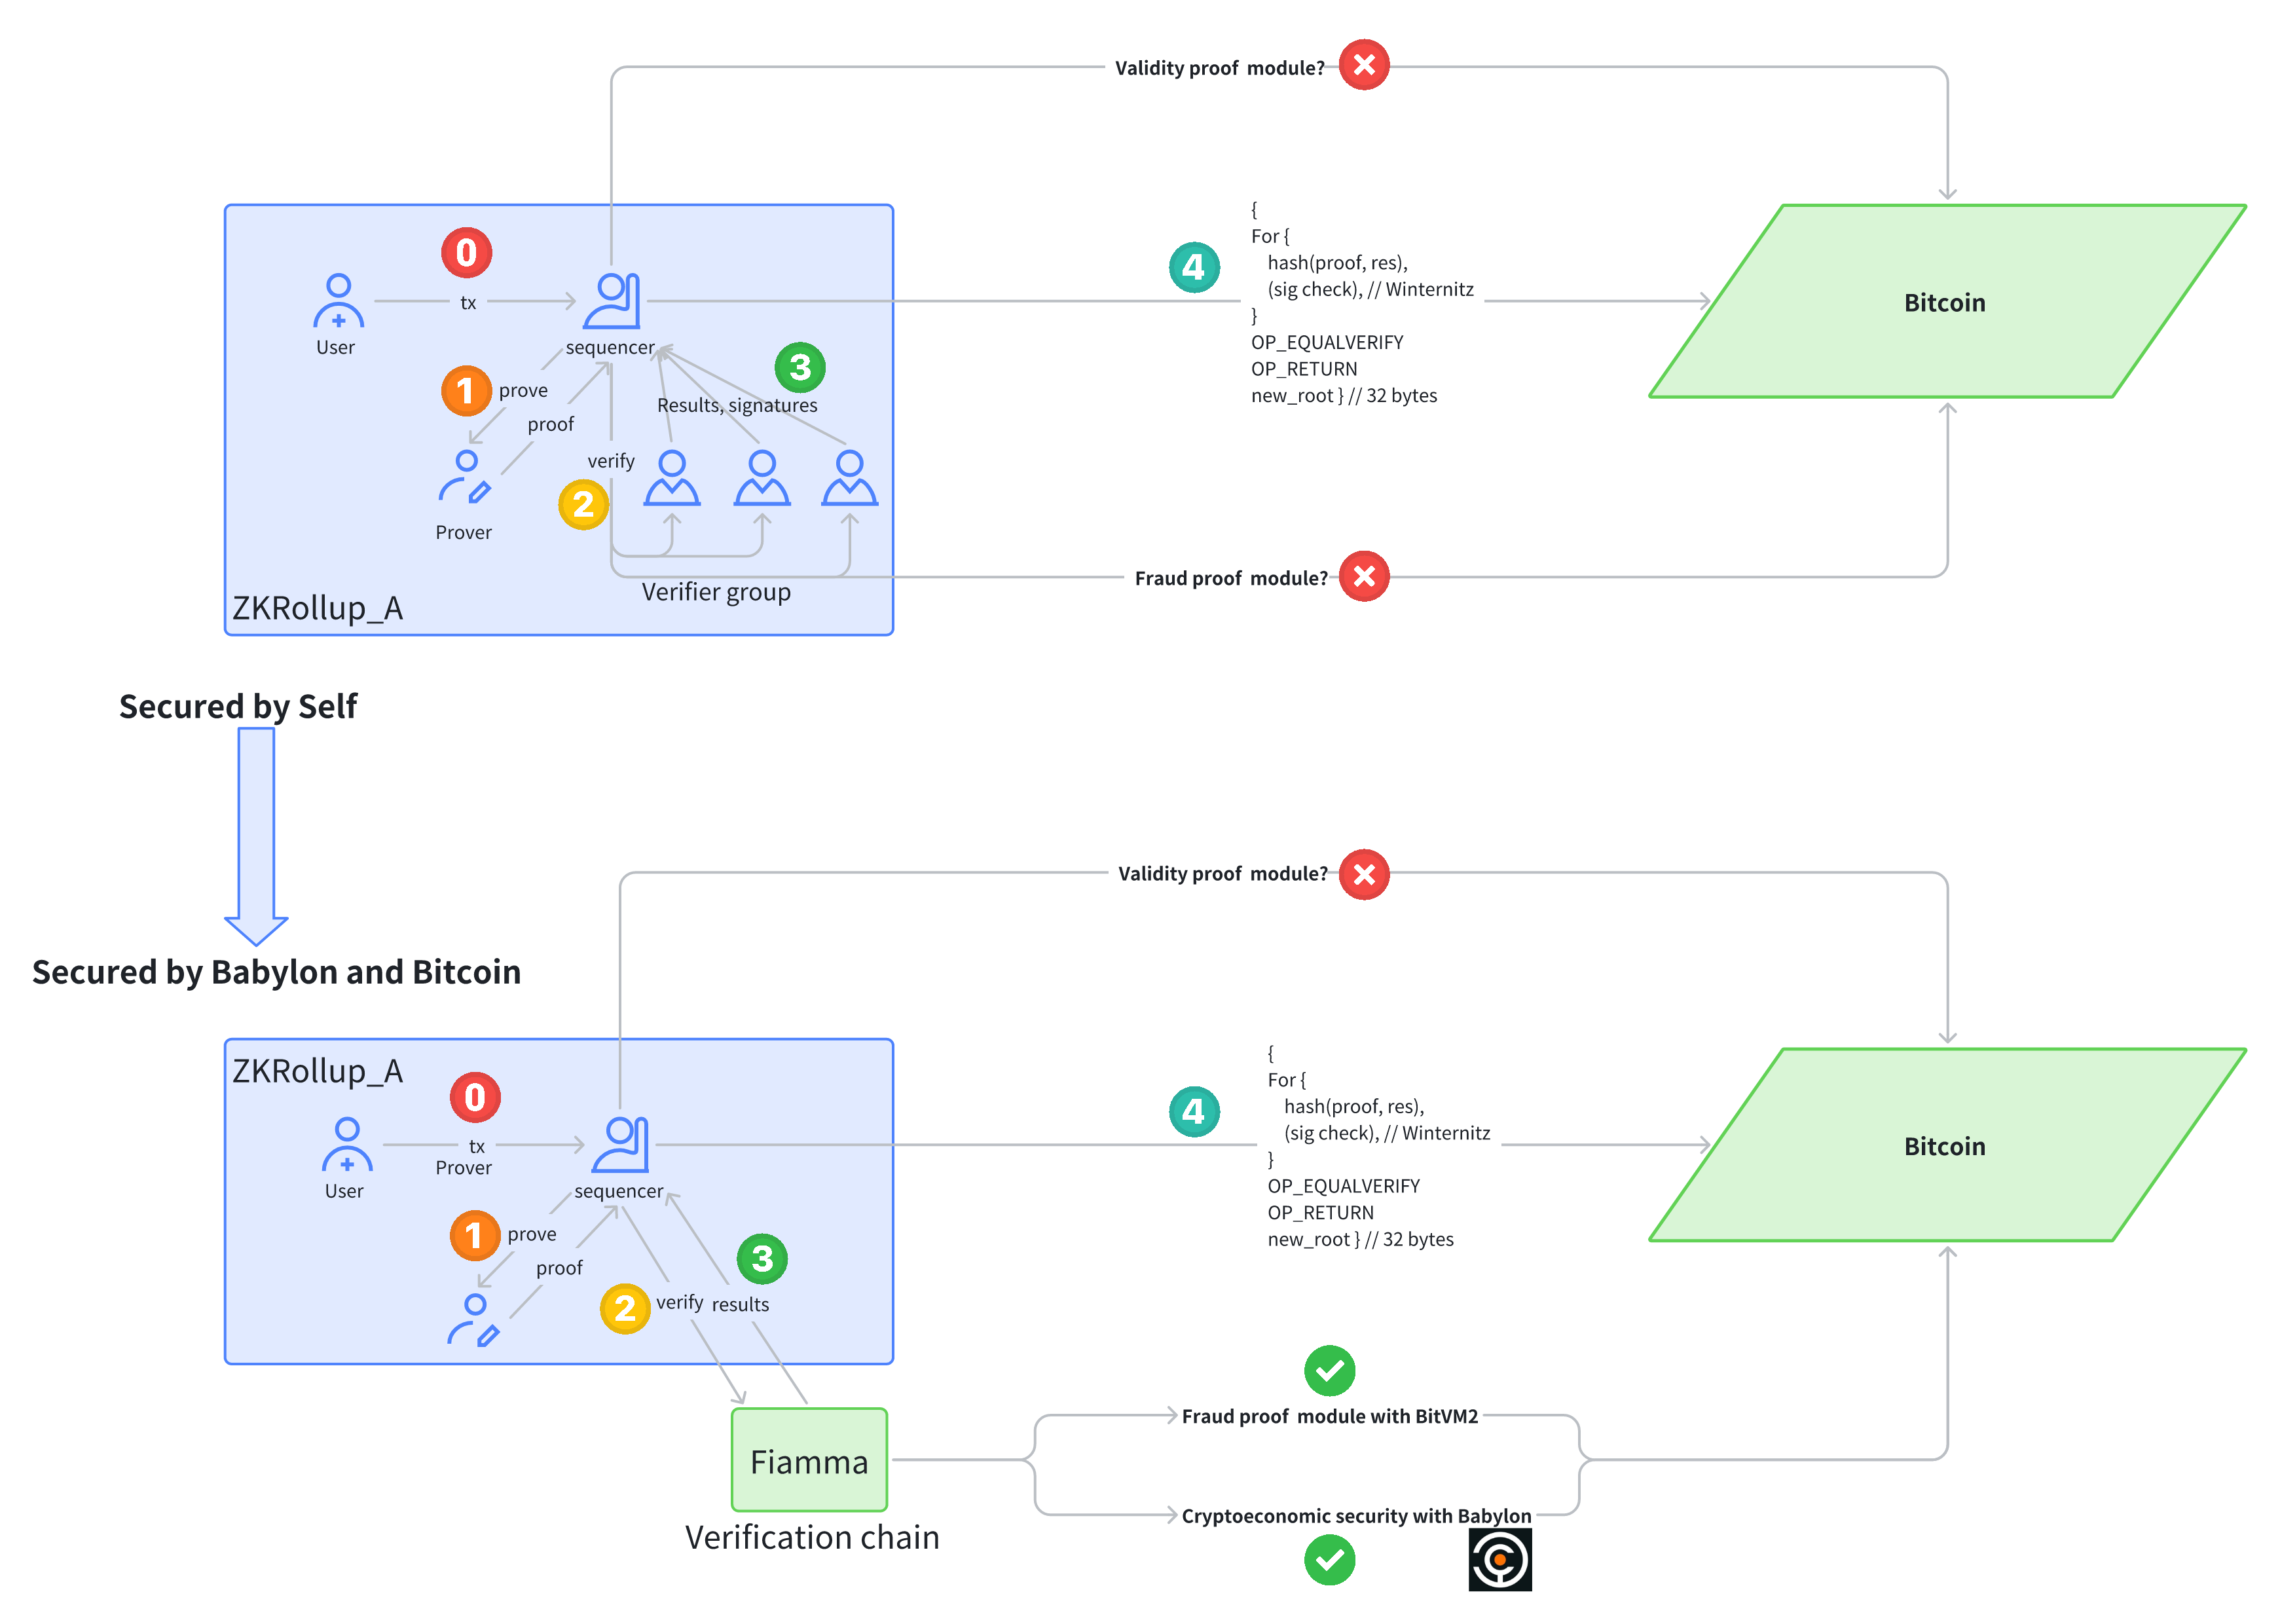 Validity proof module?
0
tx
User
sequencer
1
prove
proof
Prover
3
Results, signatures
verify
2
Verifier group
ZKRollup_A
4
{
For {
hash(proof, res),
(sig check), // Winternitz
}
OP_EQUALVERIFY
OP_RETURN
new_root } // 32 bytes
Bitcoin
Fraud proof module?
Secured by Self
Secured by Babylon and Bitcoin
Validity proof module?
ZKRollup_A
0
tx
Prover
User
sequencer
1
prove
proof
3
2
verify
results
4
{
For {
hash(proof, res),
(sig check), // Winternitz
}
OP_EQUALVERIFY
OP_RETURN
new_root } // 32 bytes
Bitcoin
Fiamma
Verification chain
Fraud proof module with BitVM2
Cryptoeconomic security with Babylon